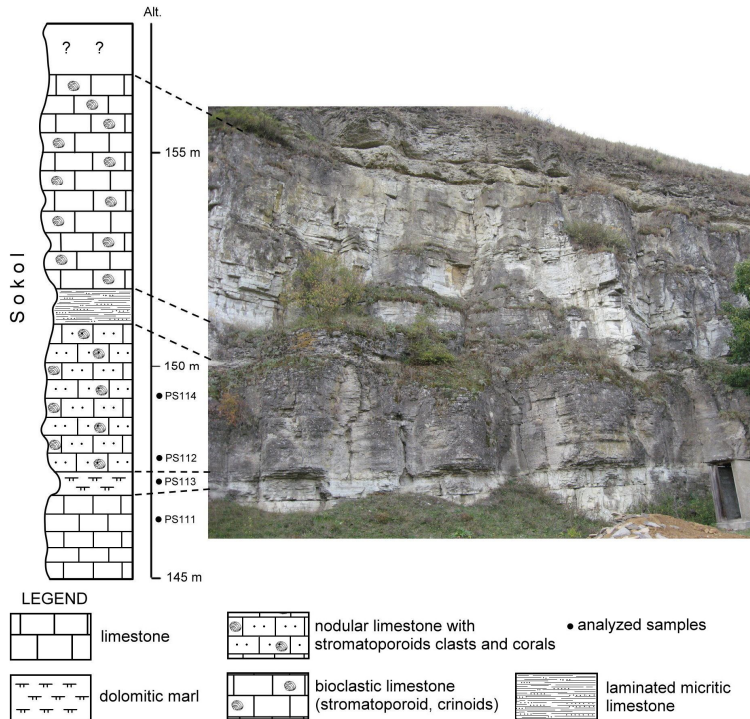 Alt.
? ?
155 m
Sokol
150 m
PS114
PS112
PS113
PS111
145 m
LEGEND
limestone
nodular limestone with
stromatoporoids clasts and corals
analyzed samples
dolomitic marl
bioclastic limestone
(stromatoporoid, crinoids)
laminated micritic
limestone